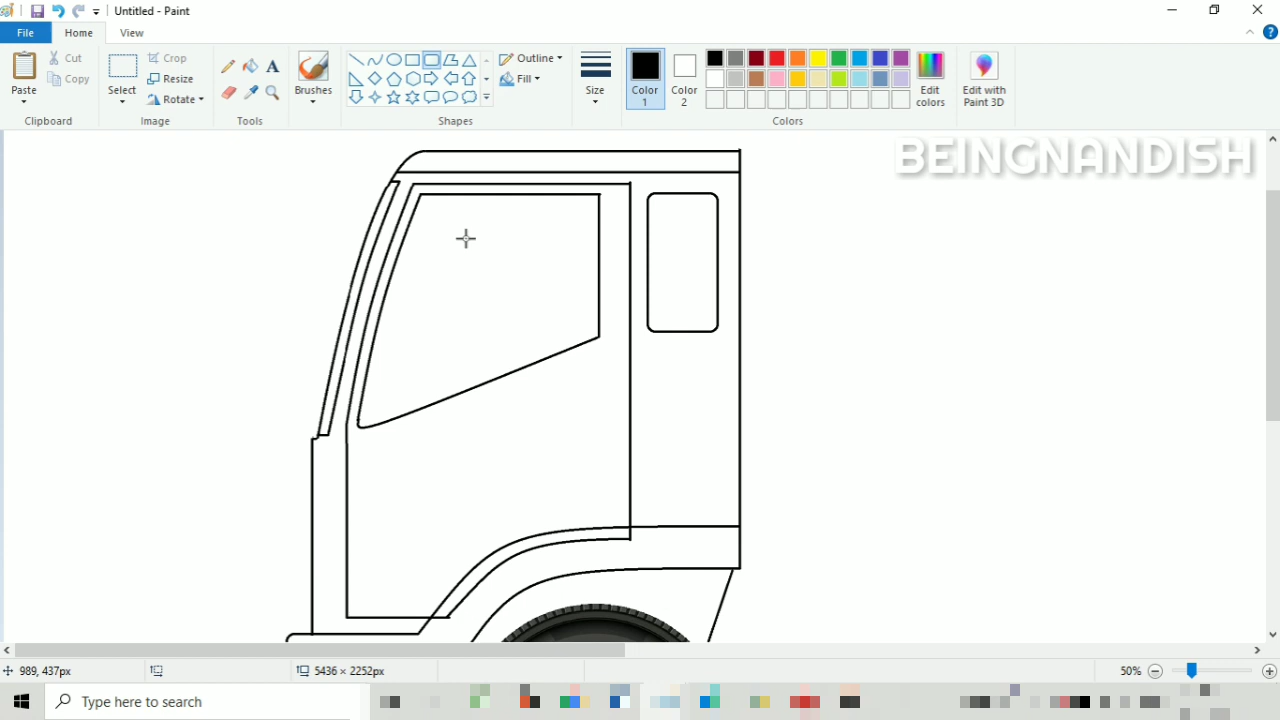 Untitled - Paint
File
Home
View
Paste
Cut
Copy
Clipboard
Select
Crop
Resize
Rotate
Image
Tools
Brushes
Shapes
Outline
Fill
Size
Color 1
Color 2
Edit colors
Colors
Edit with Paint 3D
BEINGNANDISH
989, 437px
5436 × 2252px
50%
Type here to search